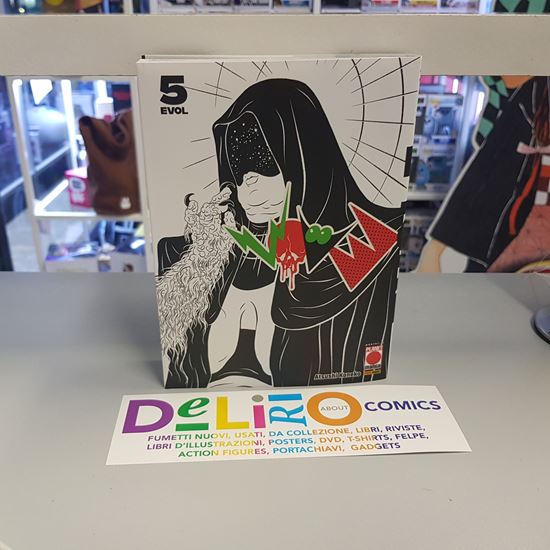 5
EVOL
Atsushi Kaneko
DeLiRiO ABOUT COMICS
FUMETTI NUOVI, USATI, DA COLLEZIONE, LIBRI, RIVISTE,
LIBRI D'ILLUSTRAZIONI, POSTERS, DVD, T-SHIRTS, FELPE,
ACTION FIGURES, PORTACHIAVI, GADGETS